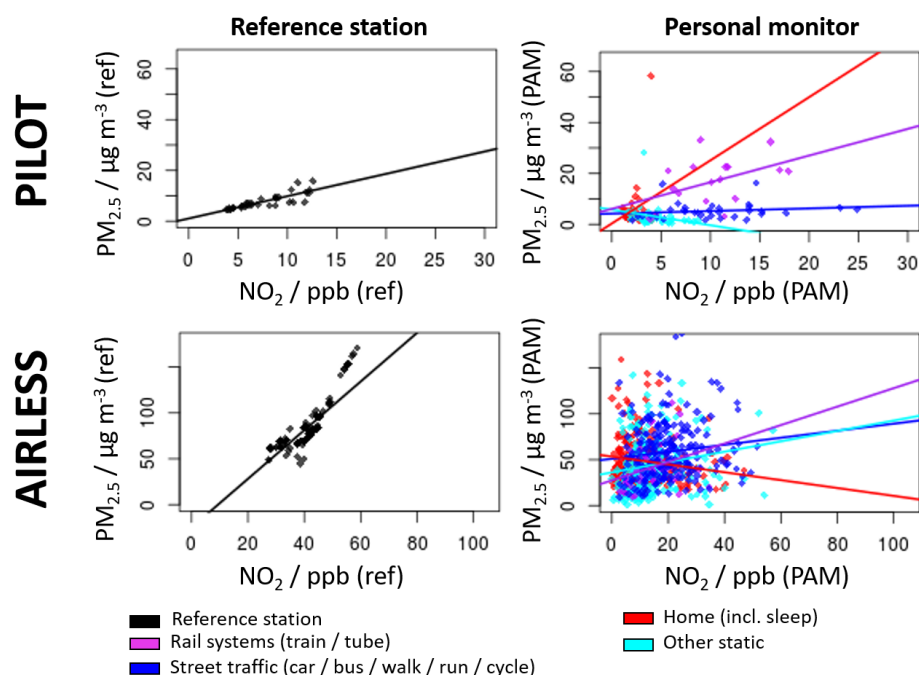 Reference station
Personal monitor
PILOT
PM2.5 / µg m-3 (ref)
60
40
20
0
0 5 10 15 20 25 30
NO2 / ppb (ref)
PM2.5 / µg m-3 (PAM)
60
40
20
0
0 5 10 15 20 25 30
NO2 / ppb (PAM)
AIRLESS
PM2.5 / µg m-3 (ref)
100
50
0
0 20 40 60 80 100
NO2 / ppb (ref)
PM2.5 / µg m-3 (PAM)
100
50
0
0 20 40 60 80 100
NO2 / ppb (PAM)
Reference station
Rail systems (train / tube)
Street traffic (car / bus / walk / run / cycle)
Home (incl. sleep)
Other static